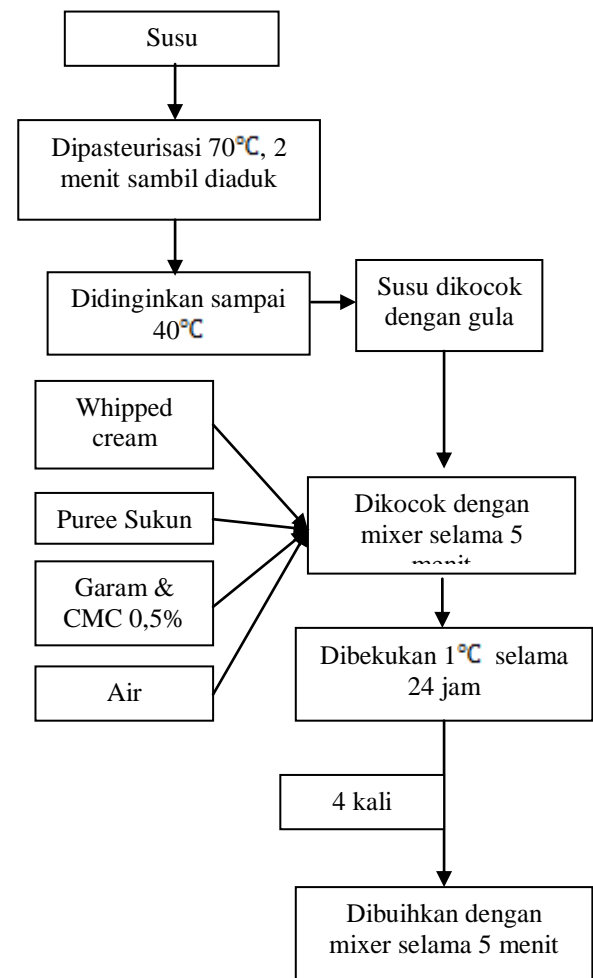 Susu
Dipasteurisasi 70°C, 2
menit sambil diaduk
Didinginkan sampai
40°C
Susu dikocok
dengan gula
Whipped
cream
Puree Sukun
Garam &
CMC 0,5%
Air
Dikocok dengan
mixer selama 5
menit
Dibekukan 1°C selama
24 jam
4 kali
Dibuihkan dengan
mixer selama 5 menit